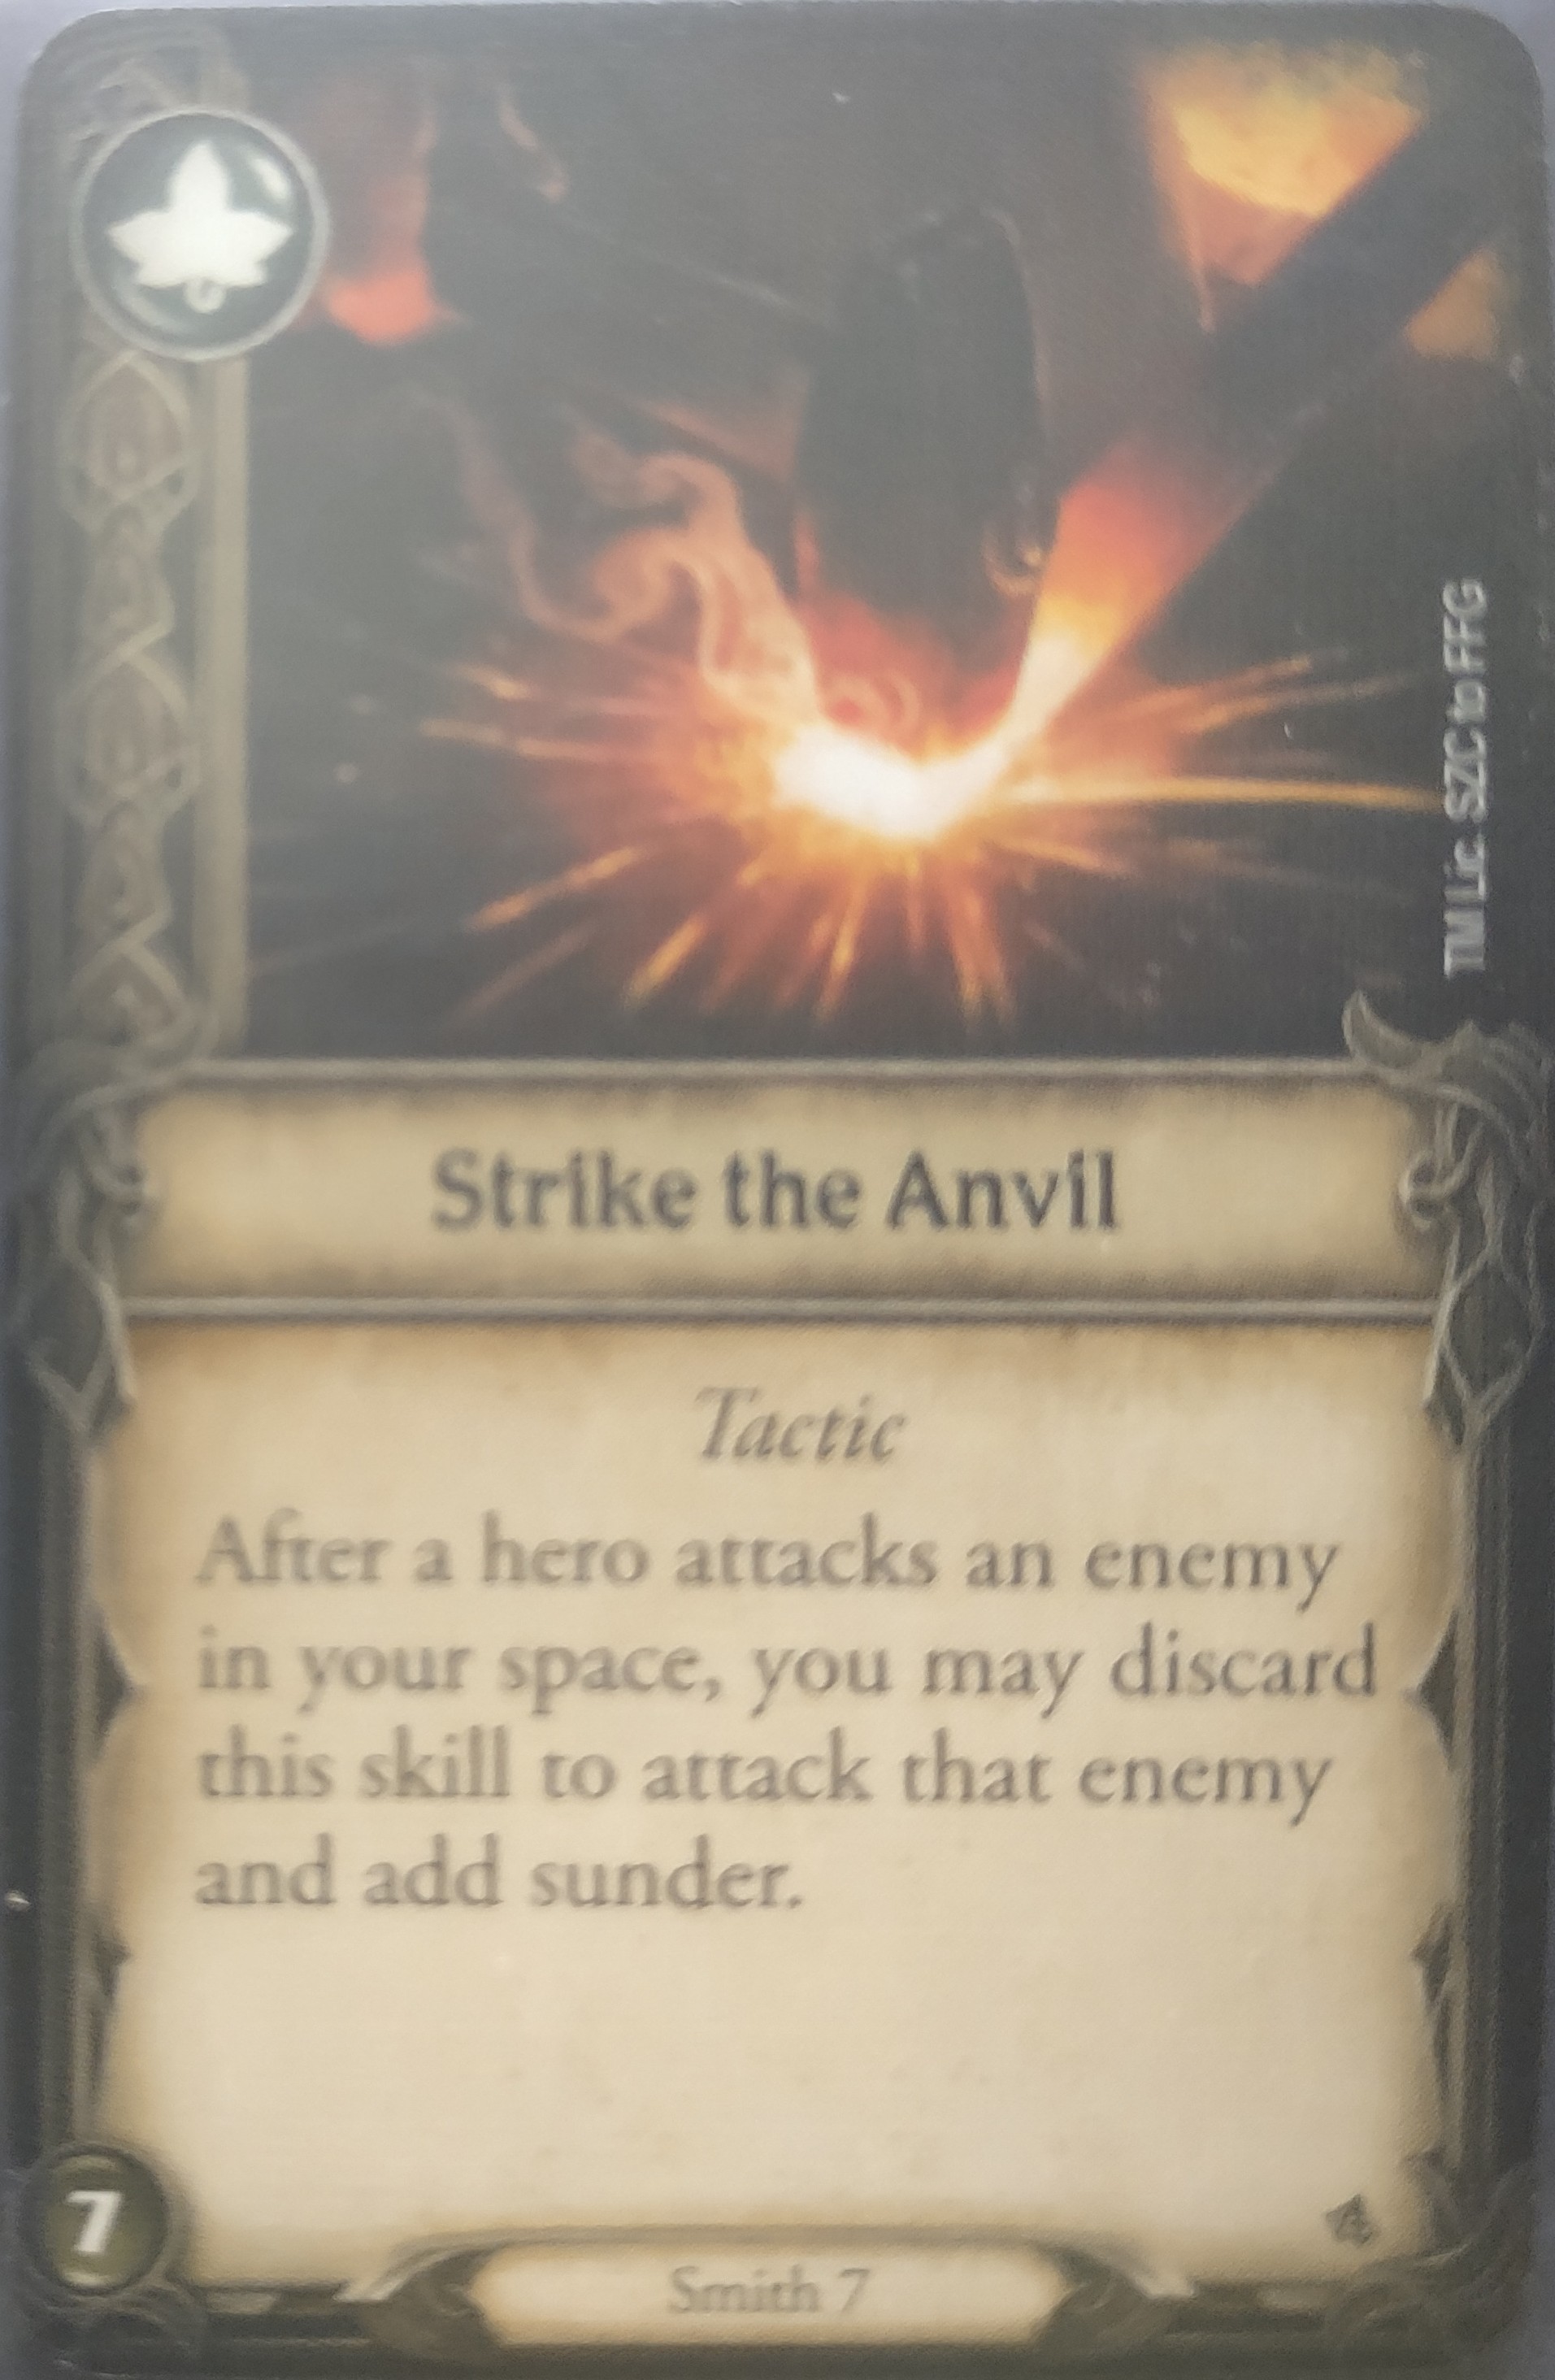 TM Lic. SZC to FFG
Strike the Anvil
Tactic
After a hero attacks an enemy
in your space, you may discard
this skill to attack that enemy
and add sunder.
7
Smith 7